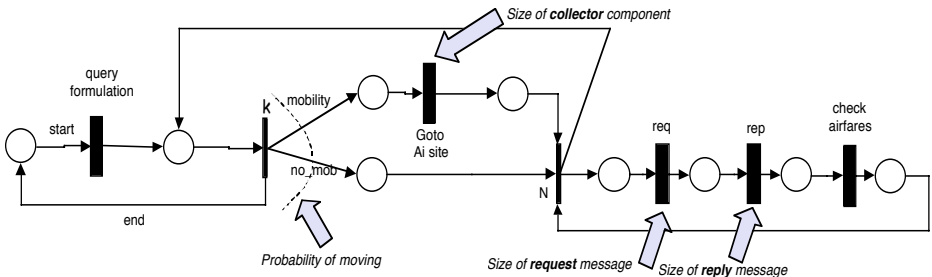 Size of collector component
query
formulation
start
k
mobility
Goto
Ai site
no_mob
N
req
rep
check
airfares
end
Probability of moving
Size of request message
Size of reply message